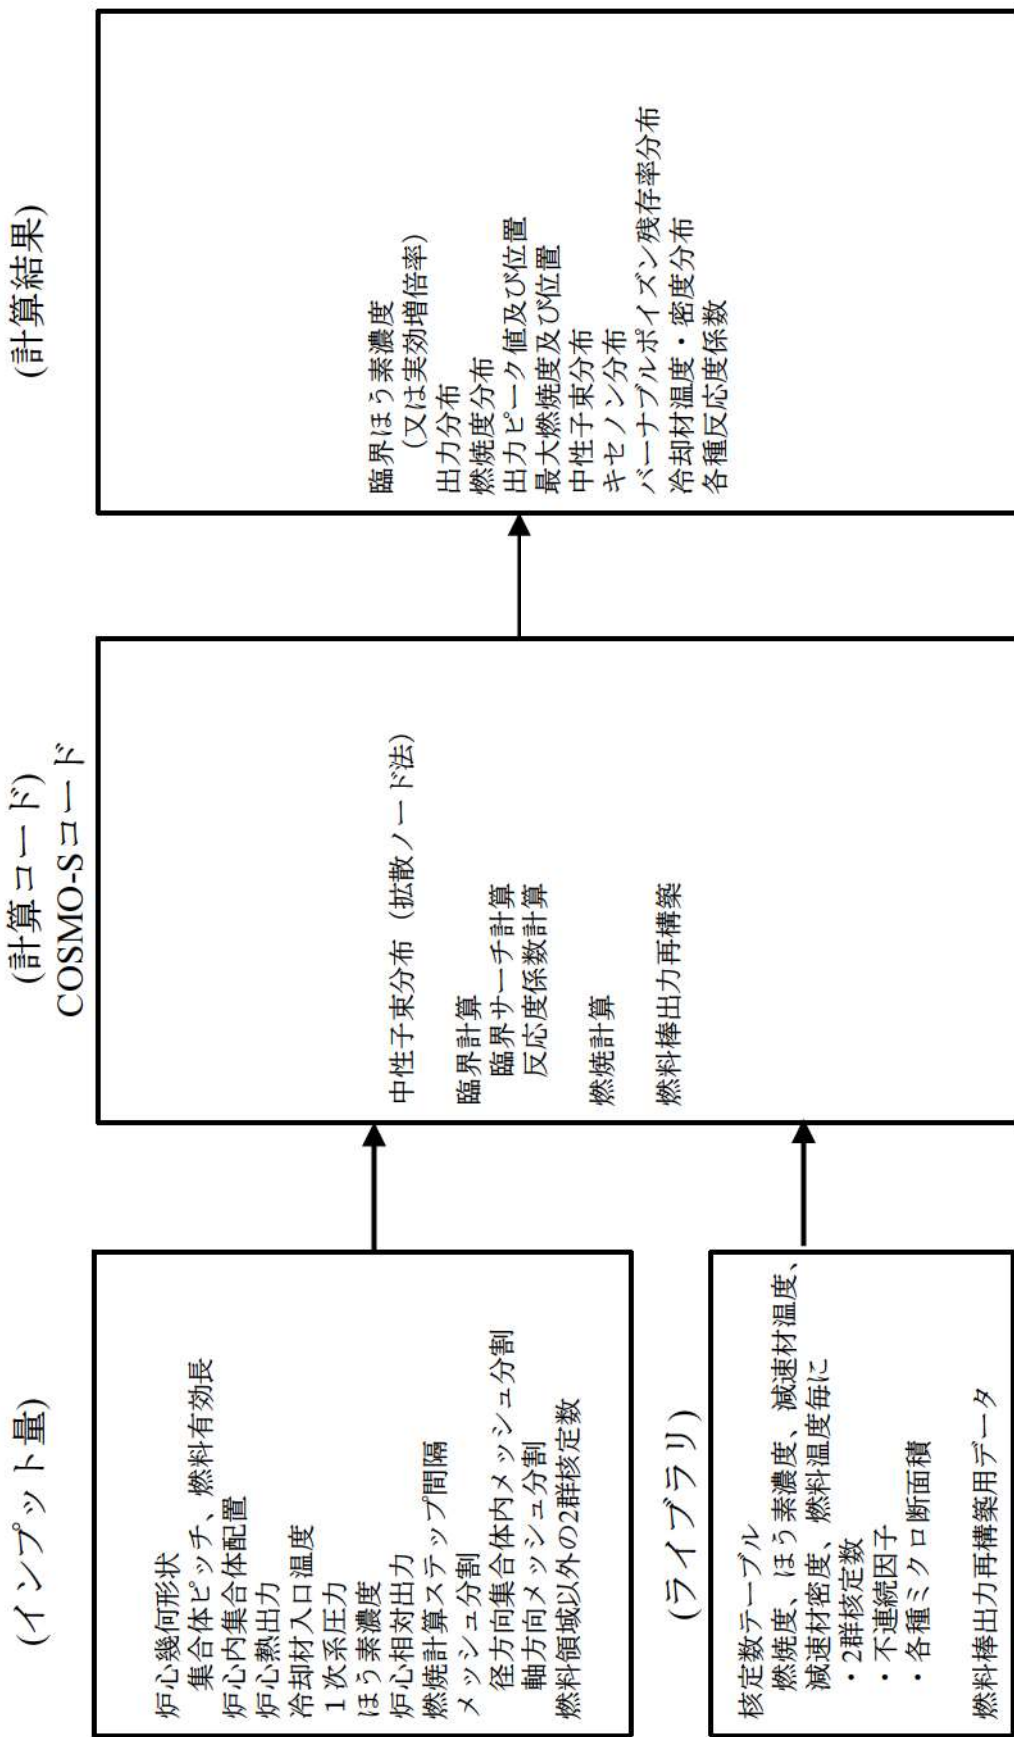 (インプット量)
炉心幾何形状
集合体ピッチ、燃料有効長
炉心内集合体配置
炉心熱出力
冷却材入口温度
1次系圧力
ほう素濃度
炉心相対出力
燃焼計算ステップ間隔
メッシュ分割
径方向集合体内メッシュ分割
軸方向メッシュ分割
燃料領域以外の2群核定数
(ライブラリ)
核定数テーブル
燃焼度、ほう素濃度、減速材温度、
減速材密度、燃料温度毎に
・2群核定数
・不連続因子
・各種ミクロ断面積
燃料棒出力再構築用データ
(計算コード)
COSMO-Sコード
中性子束分布（拡散ノード法）
臨界計算
臨界サーチ計算
反応度係数計算
燃焼計算
燃料棒出力再構築
(計算結果)
臨界ほう素濃度
(又は実効増倍率)
出力分布
燃焼度分布
出力ピーク値及び位置
最大燃焼度及び位置
中性子束分布
キセノン分布
バーナブルポイズン残存率分布
冷却材温度・密度分布
各種反応度係数